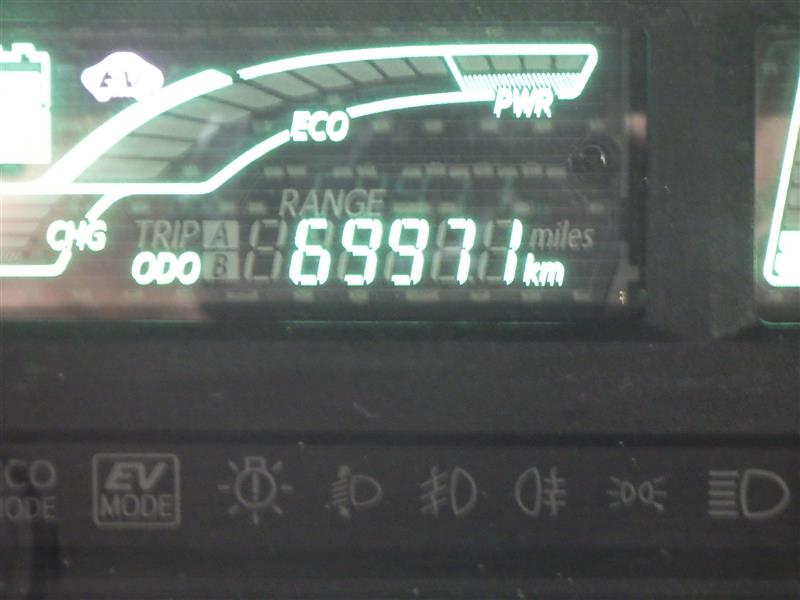 EV
PWR
ECO
RANGE
CHG TRIP A miles
ODO B 69971 km
ECO MODE
EV MODE